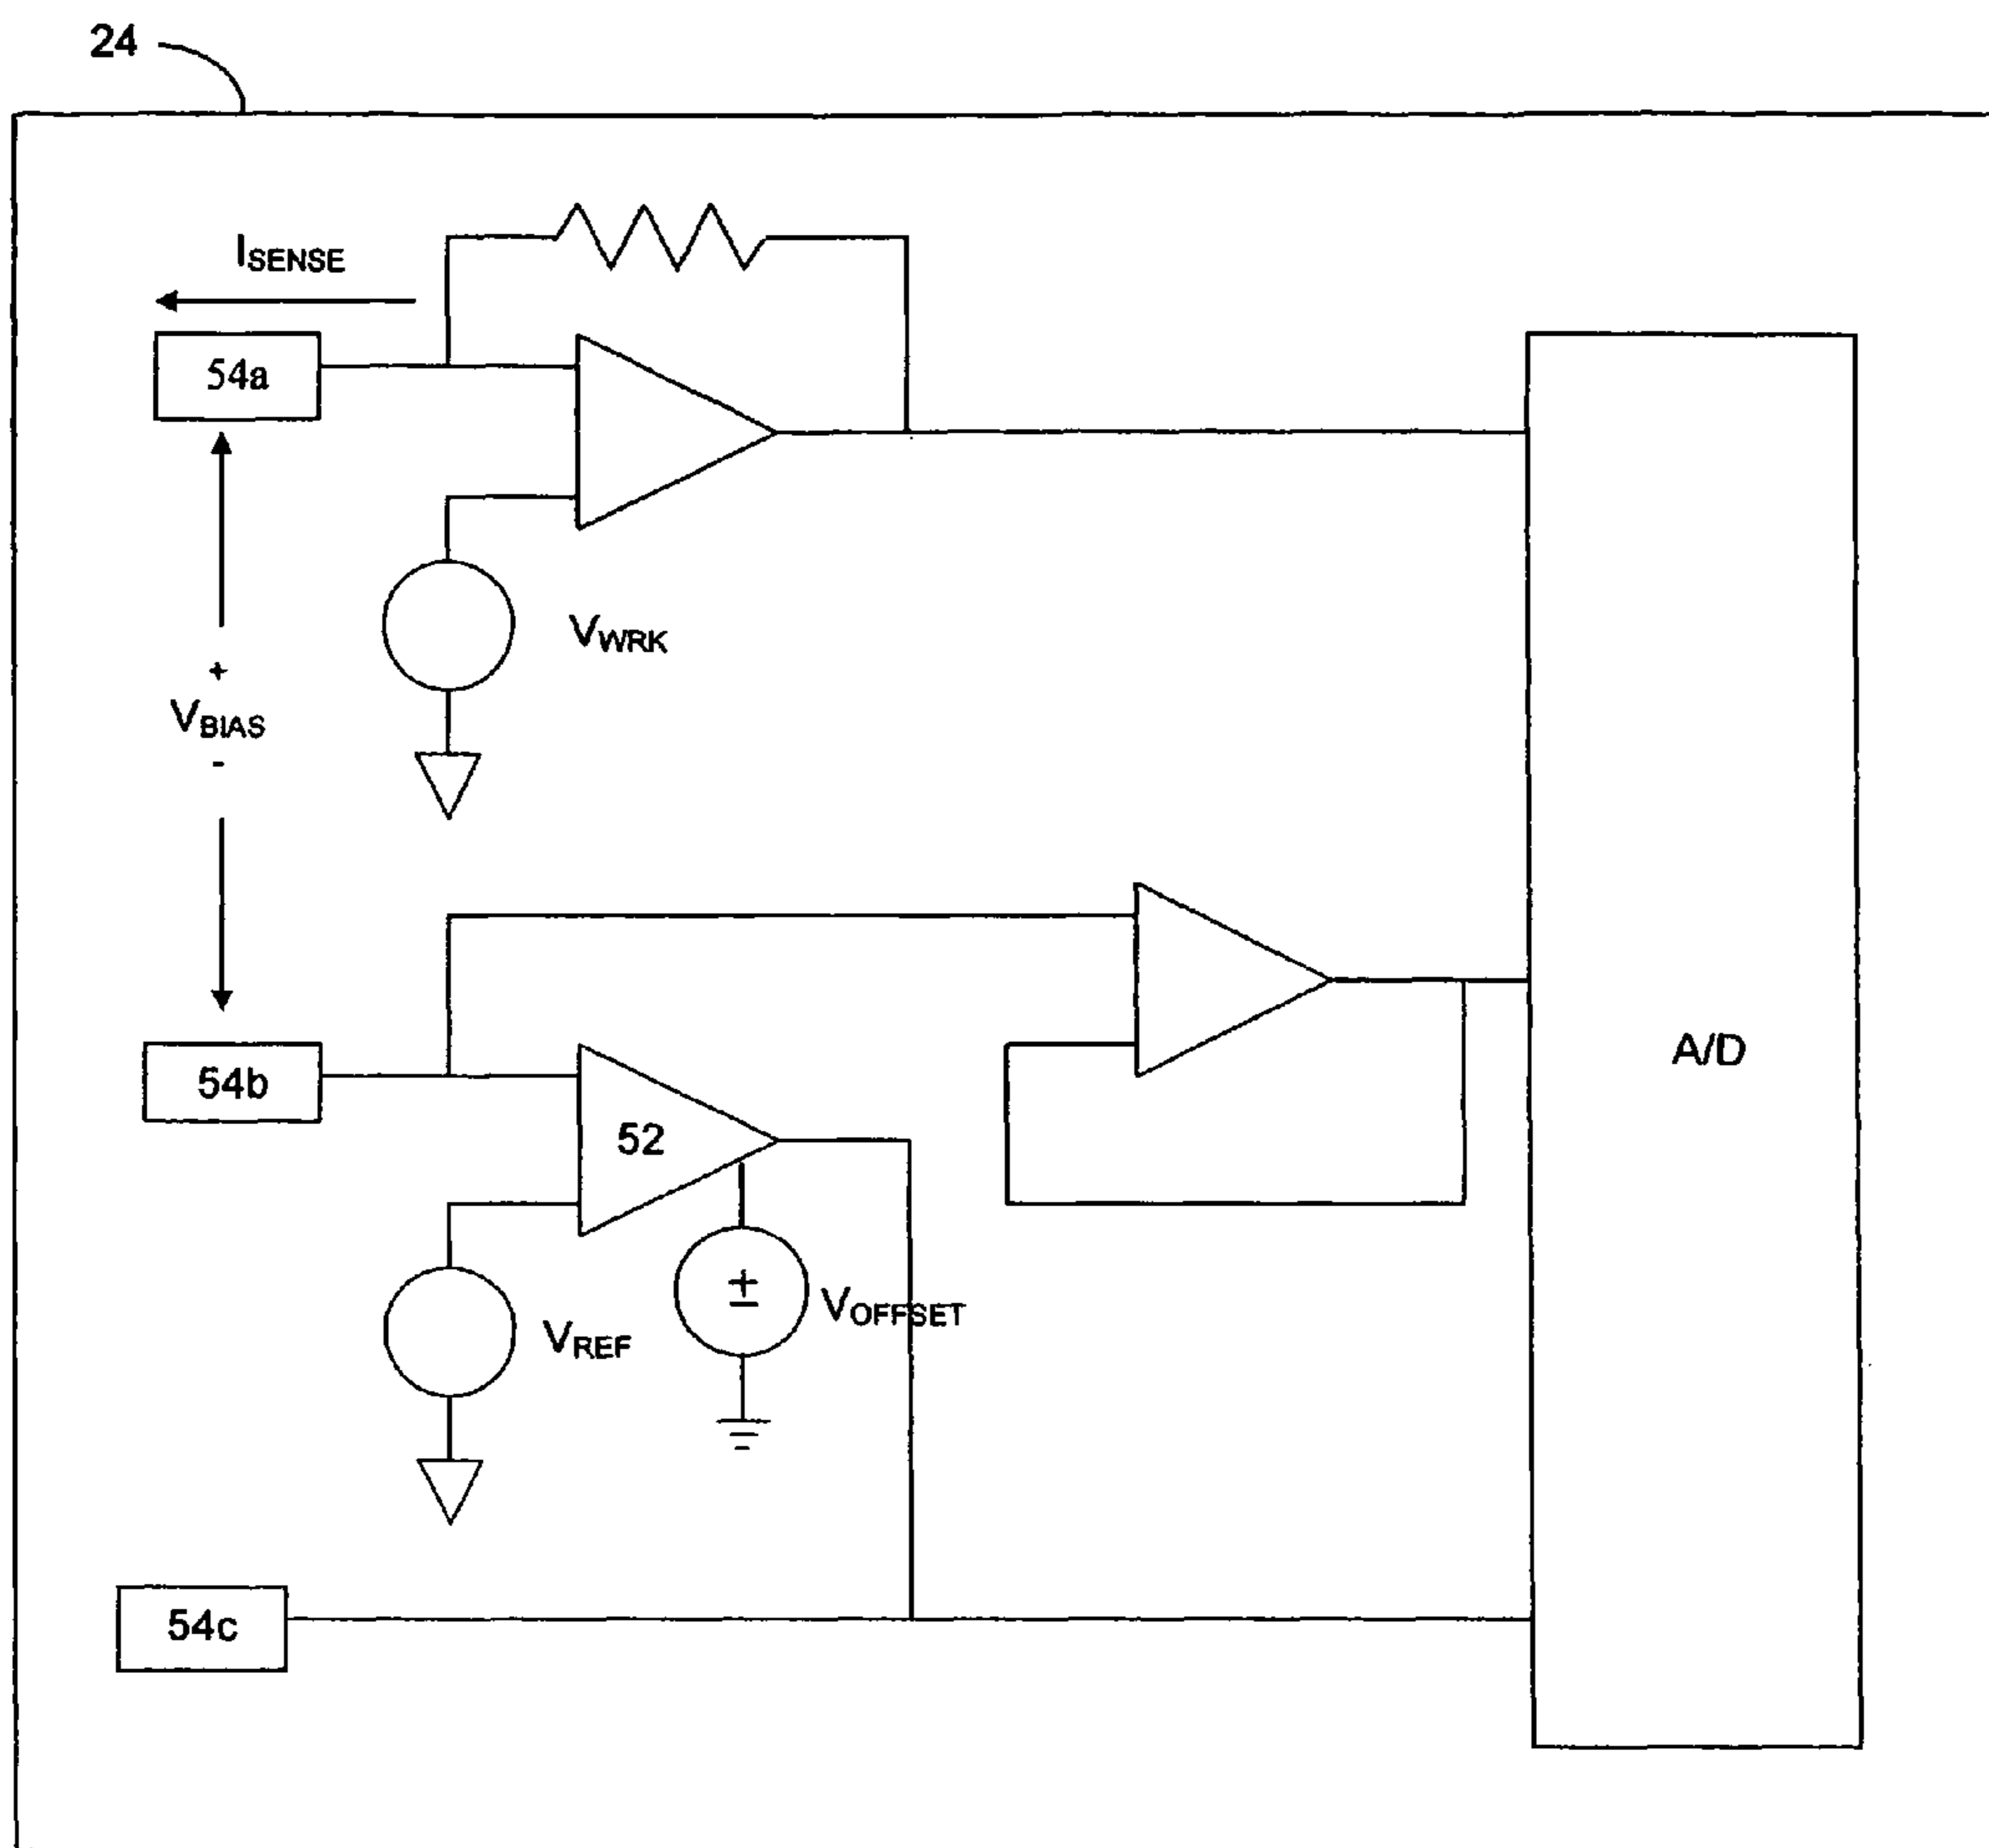 24
ISENSE
54a
VWRK
+
VBIAS
-
54b
52
A/D
±
VOFFSET
VREF
54c